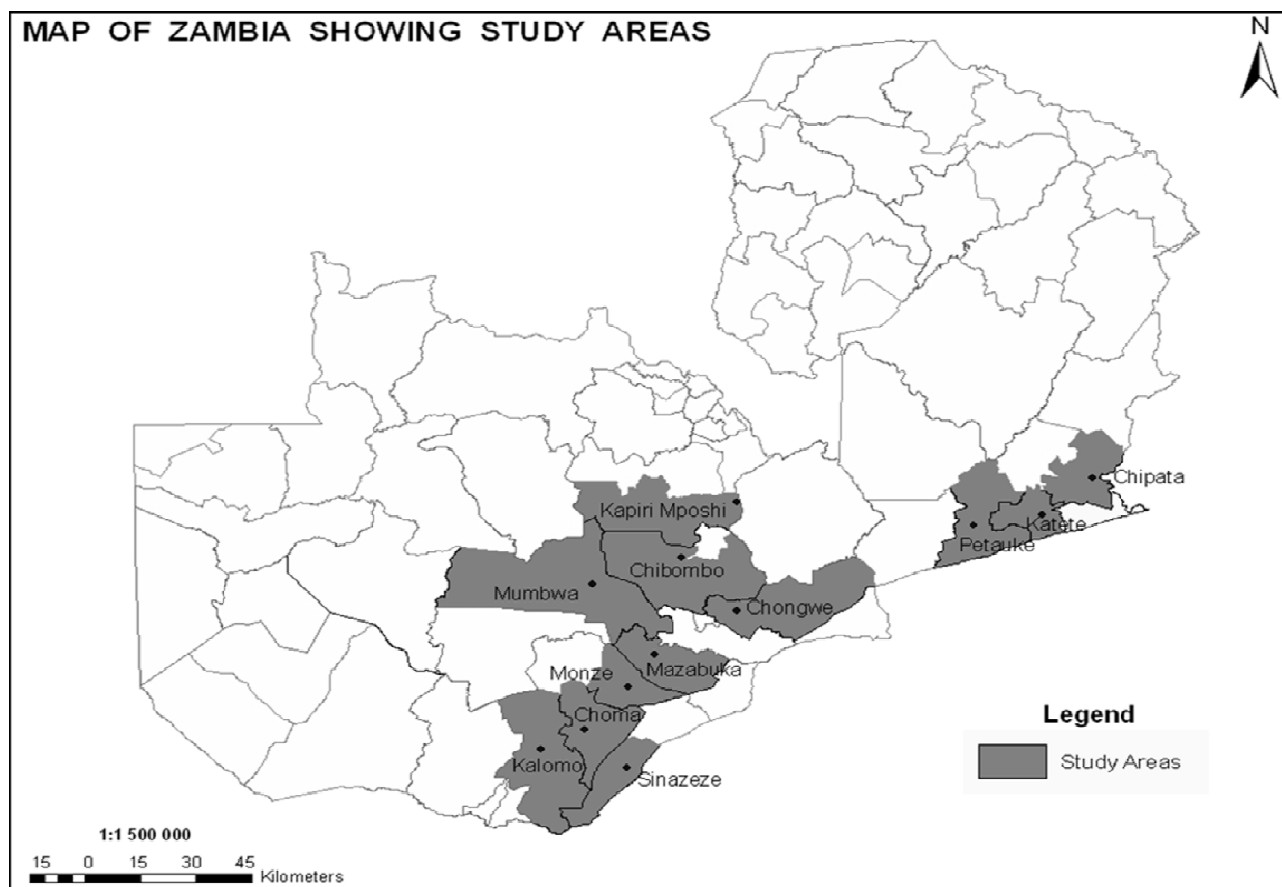 MAP OF ZAMBIA SHOWING STUDY AREAS
N
Chipata
Kapiri Mposhi
Katete
Petauke
Chibombo
Mumbwa
Chongwe
Mazabuka
Monze
Choma
Kalomo
Sinazeze
Legend
Study Areas
1:1 500 000
15 0 15 30 45
Kilometers